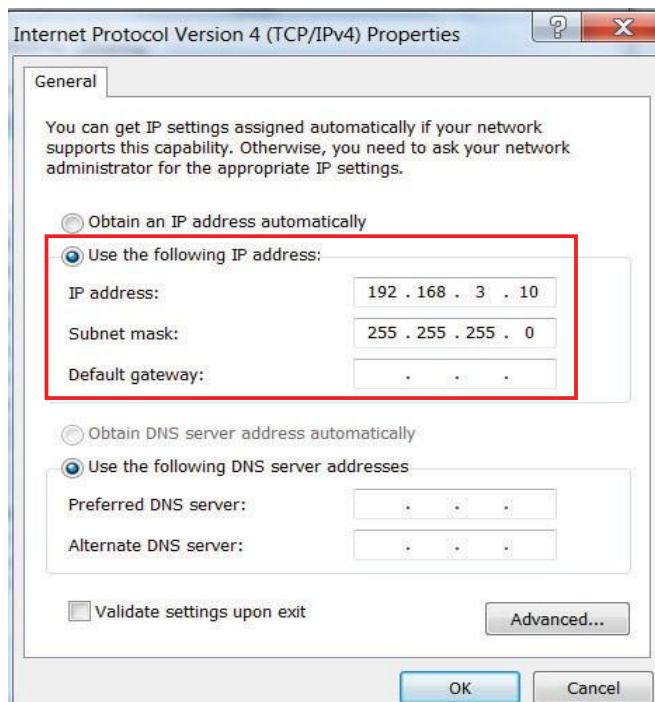 Internet Protocol Version 4 (TCP/IPv4) Properties
General
You can get IP settings assigned automatically if your network
supports this capability. Otherwise, you need to ask your network
administrator for the appropriate IP settings.
Obtain an IP address automatically
Use the following IP address:
IP address: 192 . 168 . 3 . 10
Subnet mask: 255 . 255 . 255 . 0
Default gateway: . . .
Obtain DNS server address automatically
Use the following DNS server addresses
Preferred DNS server: . . .
Alternate DNS server: . . .
Validate settings upon exit
Advanced...
OK Cancel